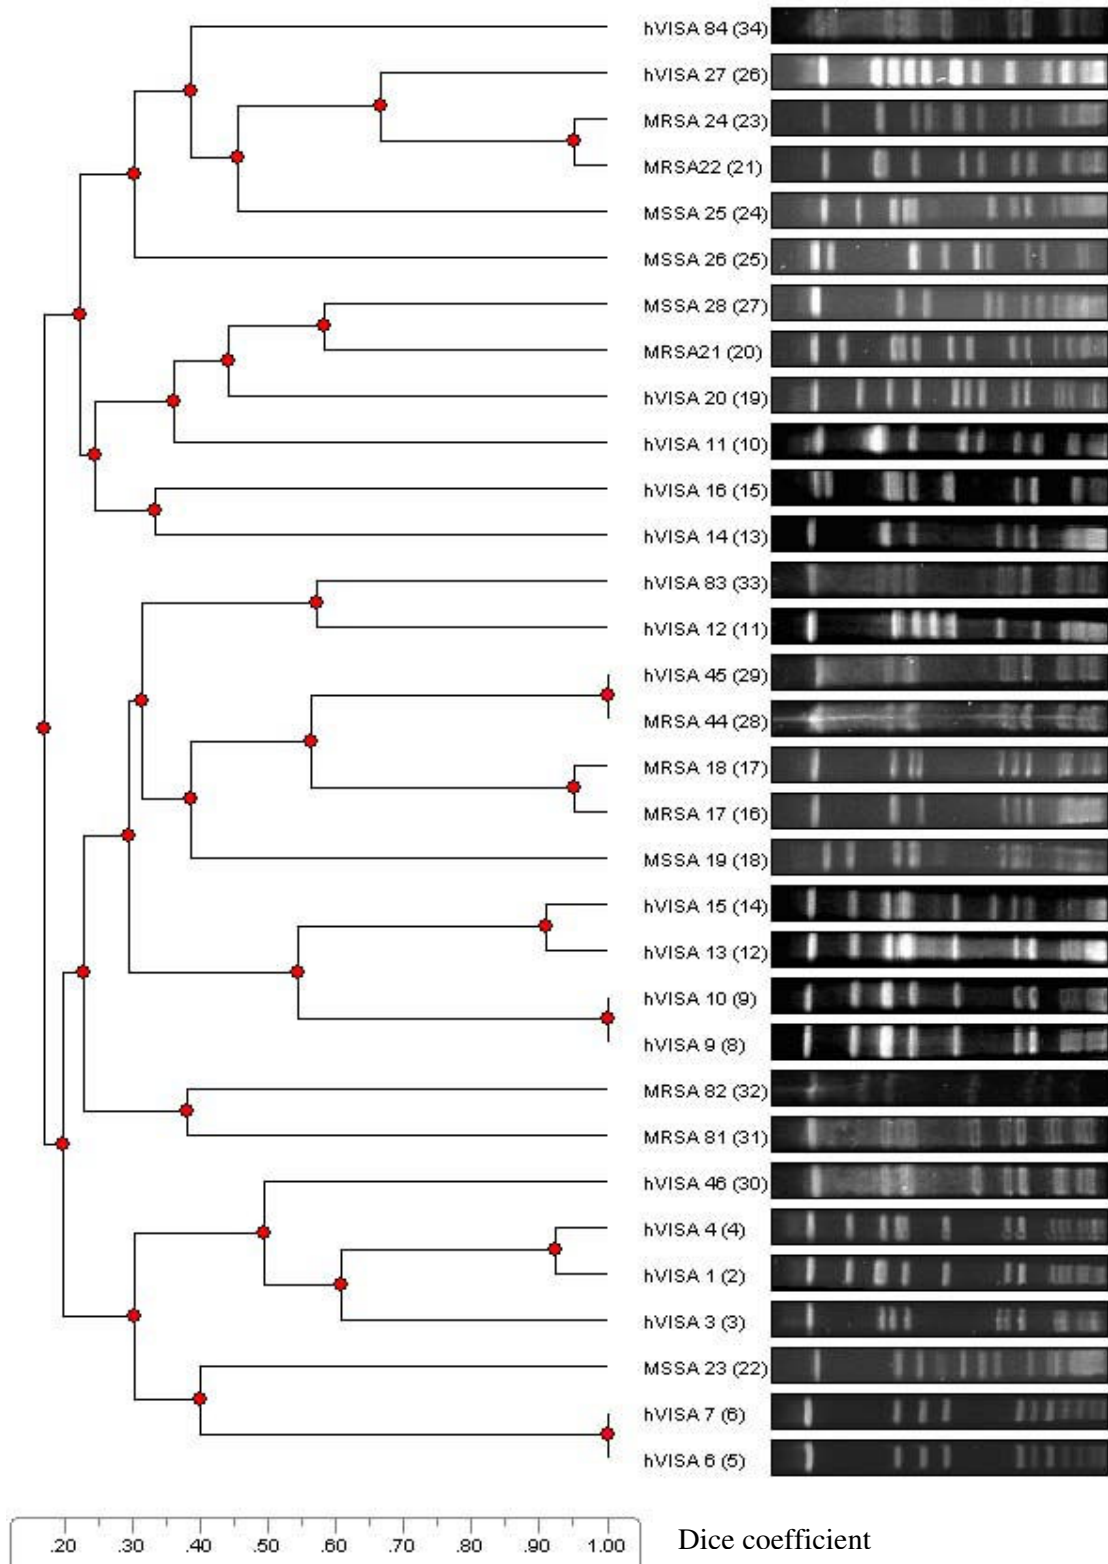 hVISA 84 (34)
hVISA 27 (26)
MRSA 24 (23)
MRSA22 (21)
MSSA 25 (24)
MSSA 26 (25)
MSSA 28 (27)
MRSA21 (20)
hVISA 20 (19)
hVISA 11 (10)
hVISA 16 (15)
hVISA 14 (13)
hVISA 83 (33)
hVISA 12 (11)
hVISA 45 (29)
MRSA 44 (28)
MRSA 18 (17)
MRSA 17 (16)
MSSA 19 (18)
hVISA 15 (14)
hVISA 13 (12)
hVISA 10 (9)
hVISA 9 (8)
MRSA 82 (32)
MRSA 81 (31)
hVISA 46 (30)
hVISA 4 (4)
hVISA 1 (2)
hVISA 3 (3)
MSSA 23 (22)
hVISA 7 (6)
hVISA 6 (5)
.20 .30 .40 .50 .60 .70 .80 .90 1.00 Dice coefficient